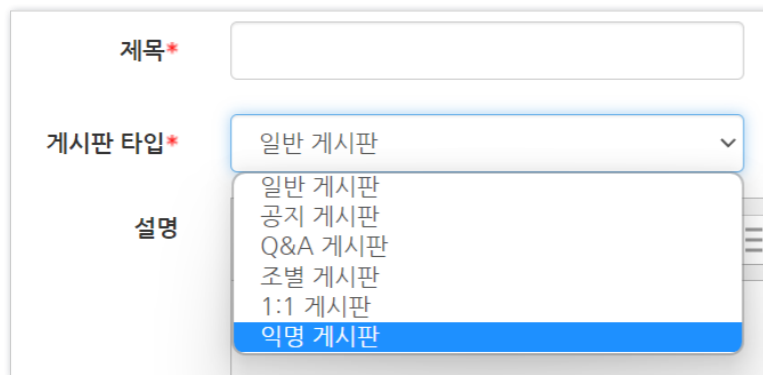 제목*
게시판 타입*
일반 게시판
일반 게시판
공지 게시판
Q&A 게시판
조별 게시판
1:1 게시판
익명 게시판
설명